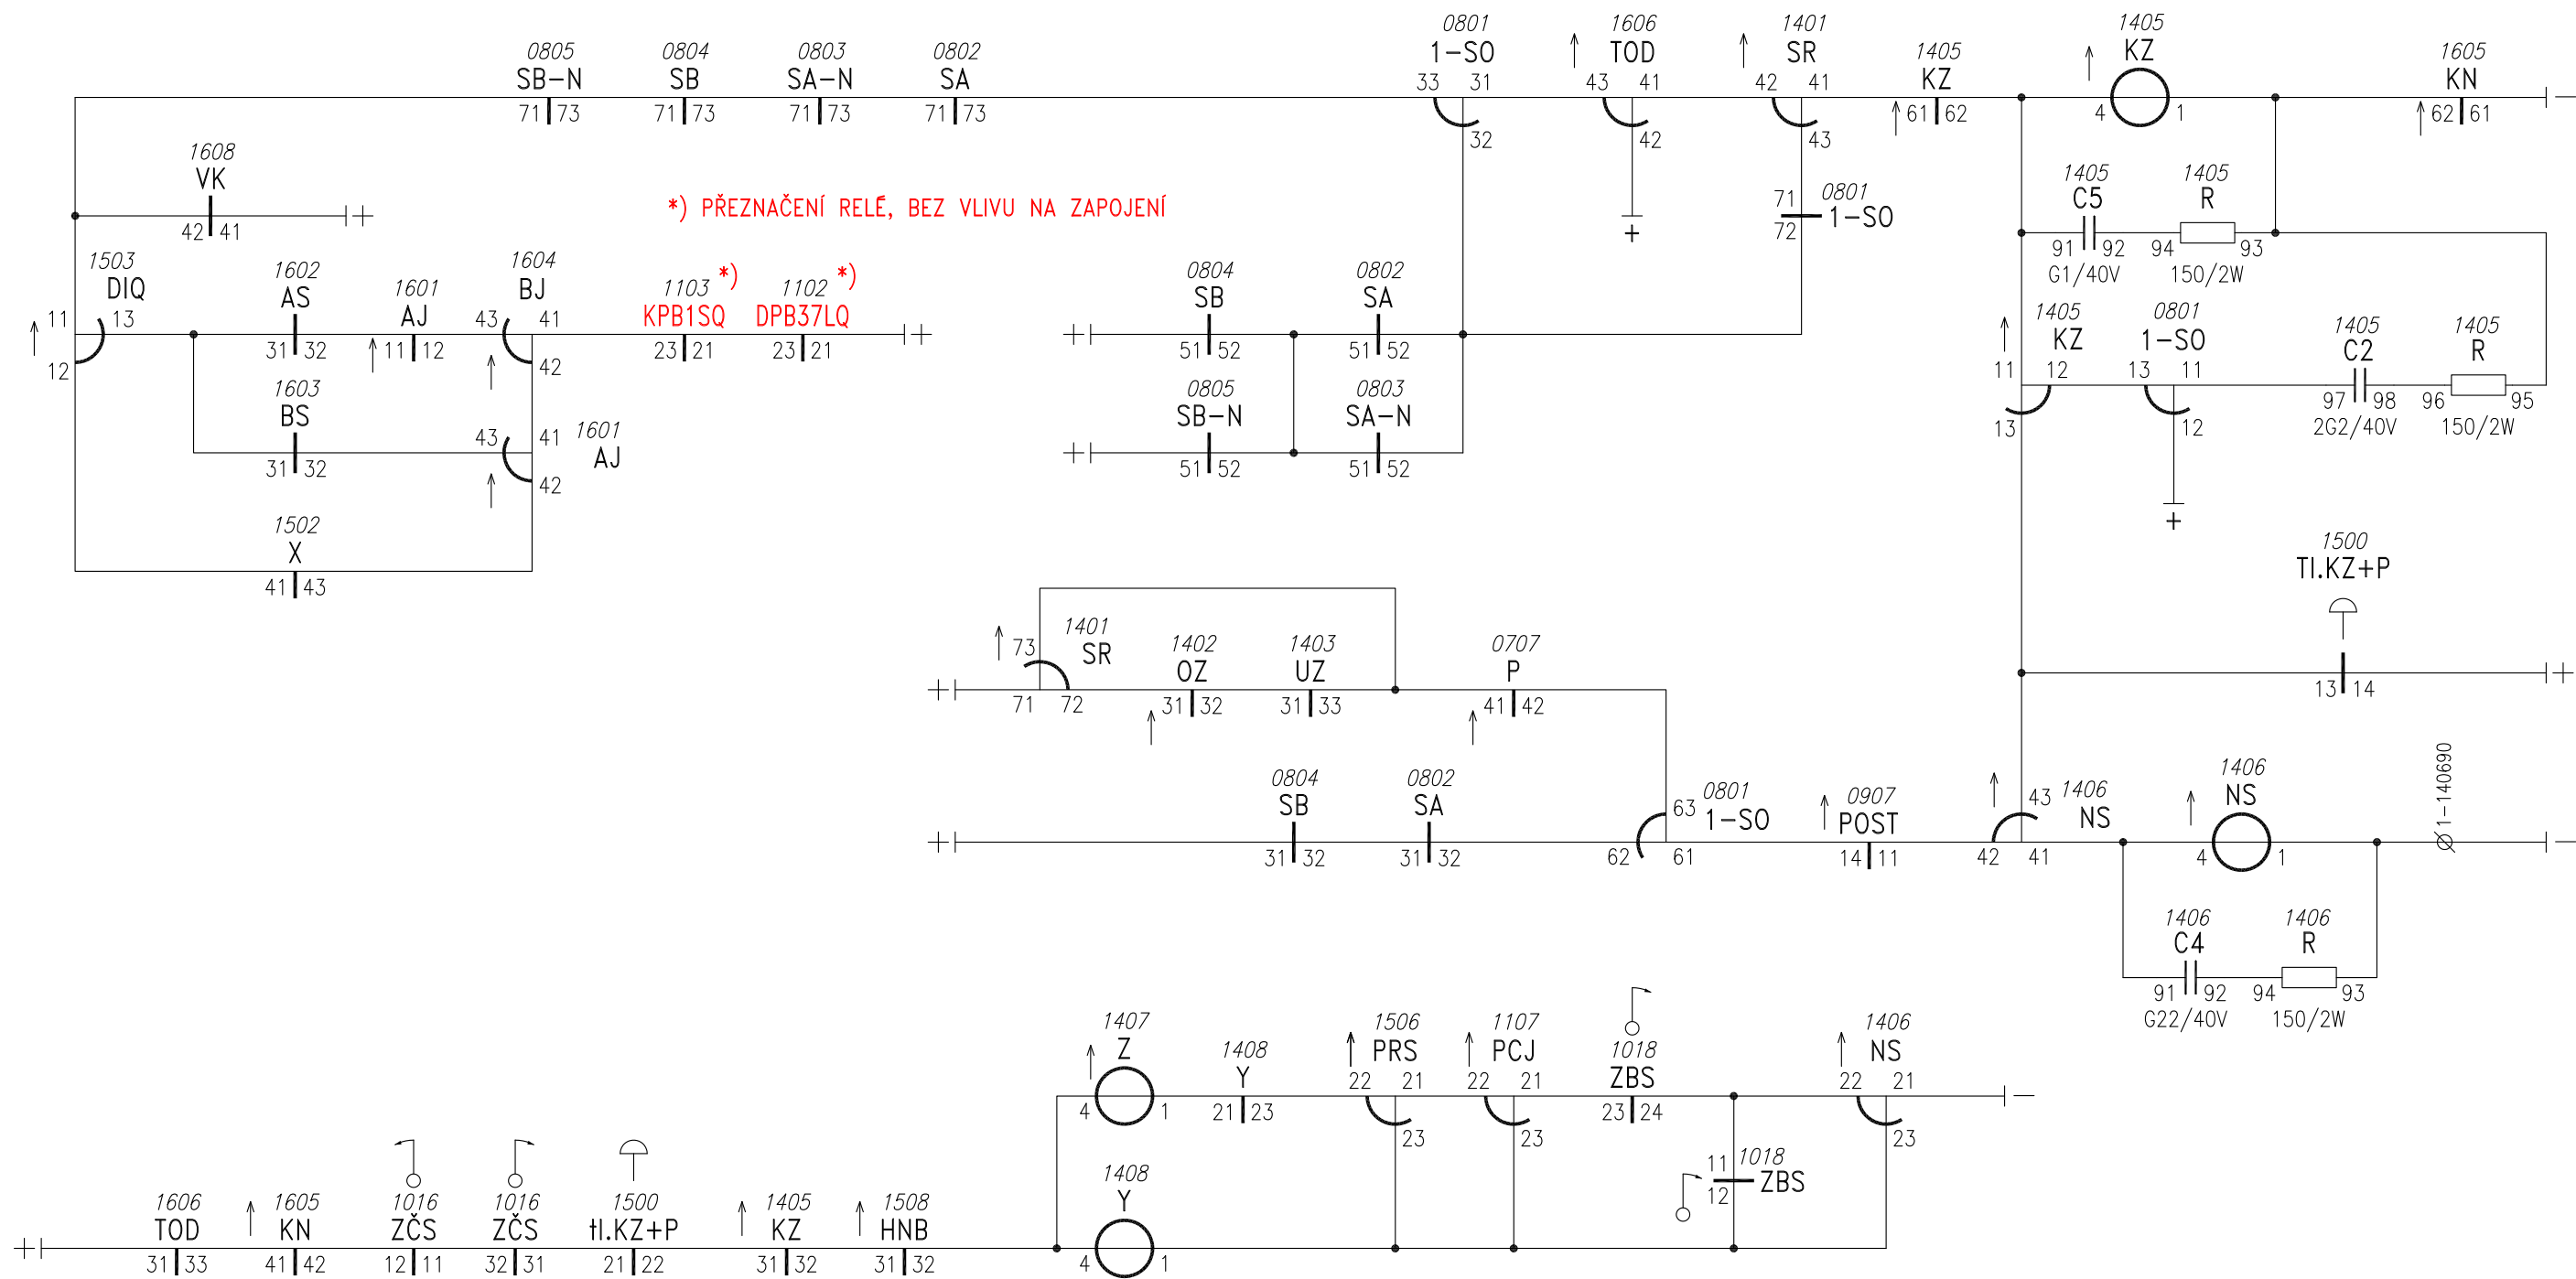 0805 0804 0803 0802 0801 1606 1401 1405 1405 1605
SB-N SB SA-N SA 1-SO TOD SR KZ KZ KN
71 73 71 73 71 73 71 73 33 31 43 41 42 41 61 62 4 1 62 61 −
32 42 43
1608
VK
42 41 +
*) PŘEZNAČENÍ RELÉ, BEZ VLIVU NA ZAPOJENÍ
+
71 0801
72 1-SO
1405 1405
C5 R
91 92 94 93
G1/40V 150/2W
1503 1602 1601 1604 1103 *) 1102 *)
DIQ AS AJ BJ KPB1SQ DPB37LQ
11 13 31 32 11 12 43 41 23 21 23 21 +
12 42
0804 0802
SB SA
+ 51 52 51 52
1405 0801 1405 1405
KZ 1-SO C2 R
11 12 13 11 97 98 96 95
13 12 2G2/40V 150/2W
+
1603 1601
BS AJ
31 32 43 41
42
0805 0803
SB-N SA-N
+ 51 52 51 52
1502
X
41 43
1500
Tl.KZ+P
13 14 +
1401 1402 1403 0707
SR OZ UZ P
73
+ 71 72 31 32 31 33 41 42
0804 0802 0801 0907 1406 1406
SB SA 1-SO POST NS NS
63 43
+ 31 32 31 32 62 61 14 11 42 41 4 1 −
1-140690
1406 1406
C4 R
91 92 94 93
G22/40V 150/2W
1407 1408 1506 1107 1018 1406
Z Y PRS PCJ ZBS NS
4 1 21 23 22 21 22 21 23 24 22 21 −
23 23 23
11 1018
12 ZBS
1606 1605 1016 1016 1500 1405 1508 1408
TOD KN ZČS ZČS tl.KZ+P KZ HNB Y
+ 31 33 41 42 12 11 32 31 21 22 31 32 31 32 4 1